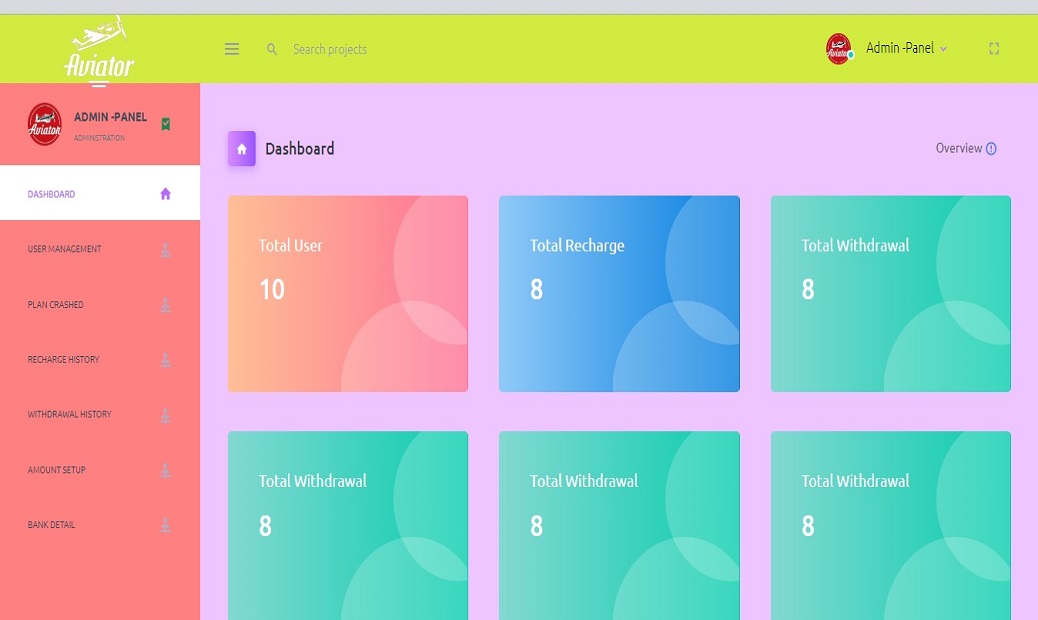 Aviator
Search projects
Aviator
Admin -Panel
Aviator
ADMIN -PANEL
ADMINISTRATION
DASHBOARD
USER MANAGEMENT
PLAN CRASHED
RECHARGE HISTORY
WITHDRAWAL HISTORY
AMOUNT SETUP
BANK DETAIL
Dashboard
Overview
Total User
10
Total Recharge
8
Total Withdrawal
8
Total Withdrawal
8
Total Withdrawal
8
Total Withdrawal
8